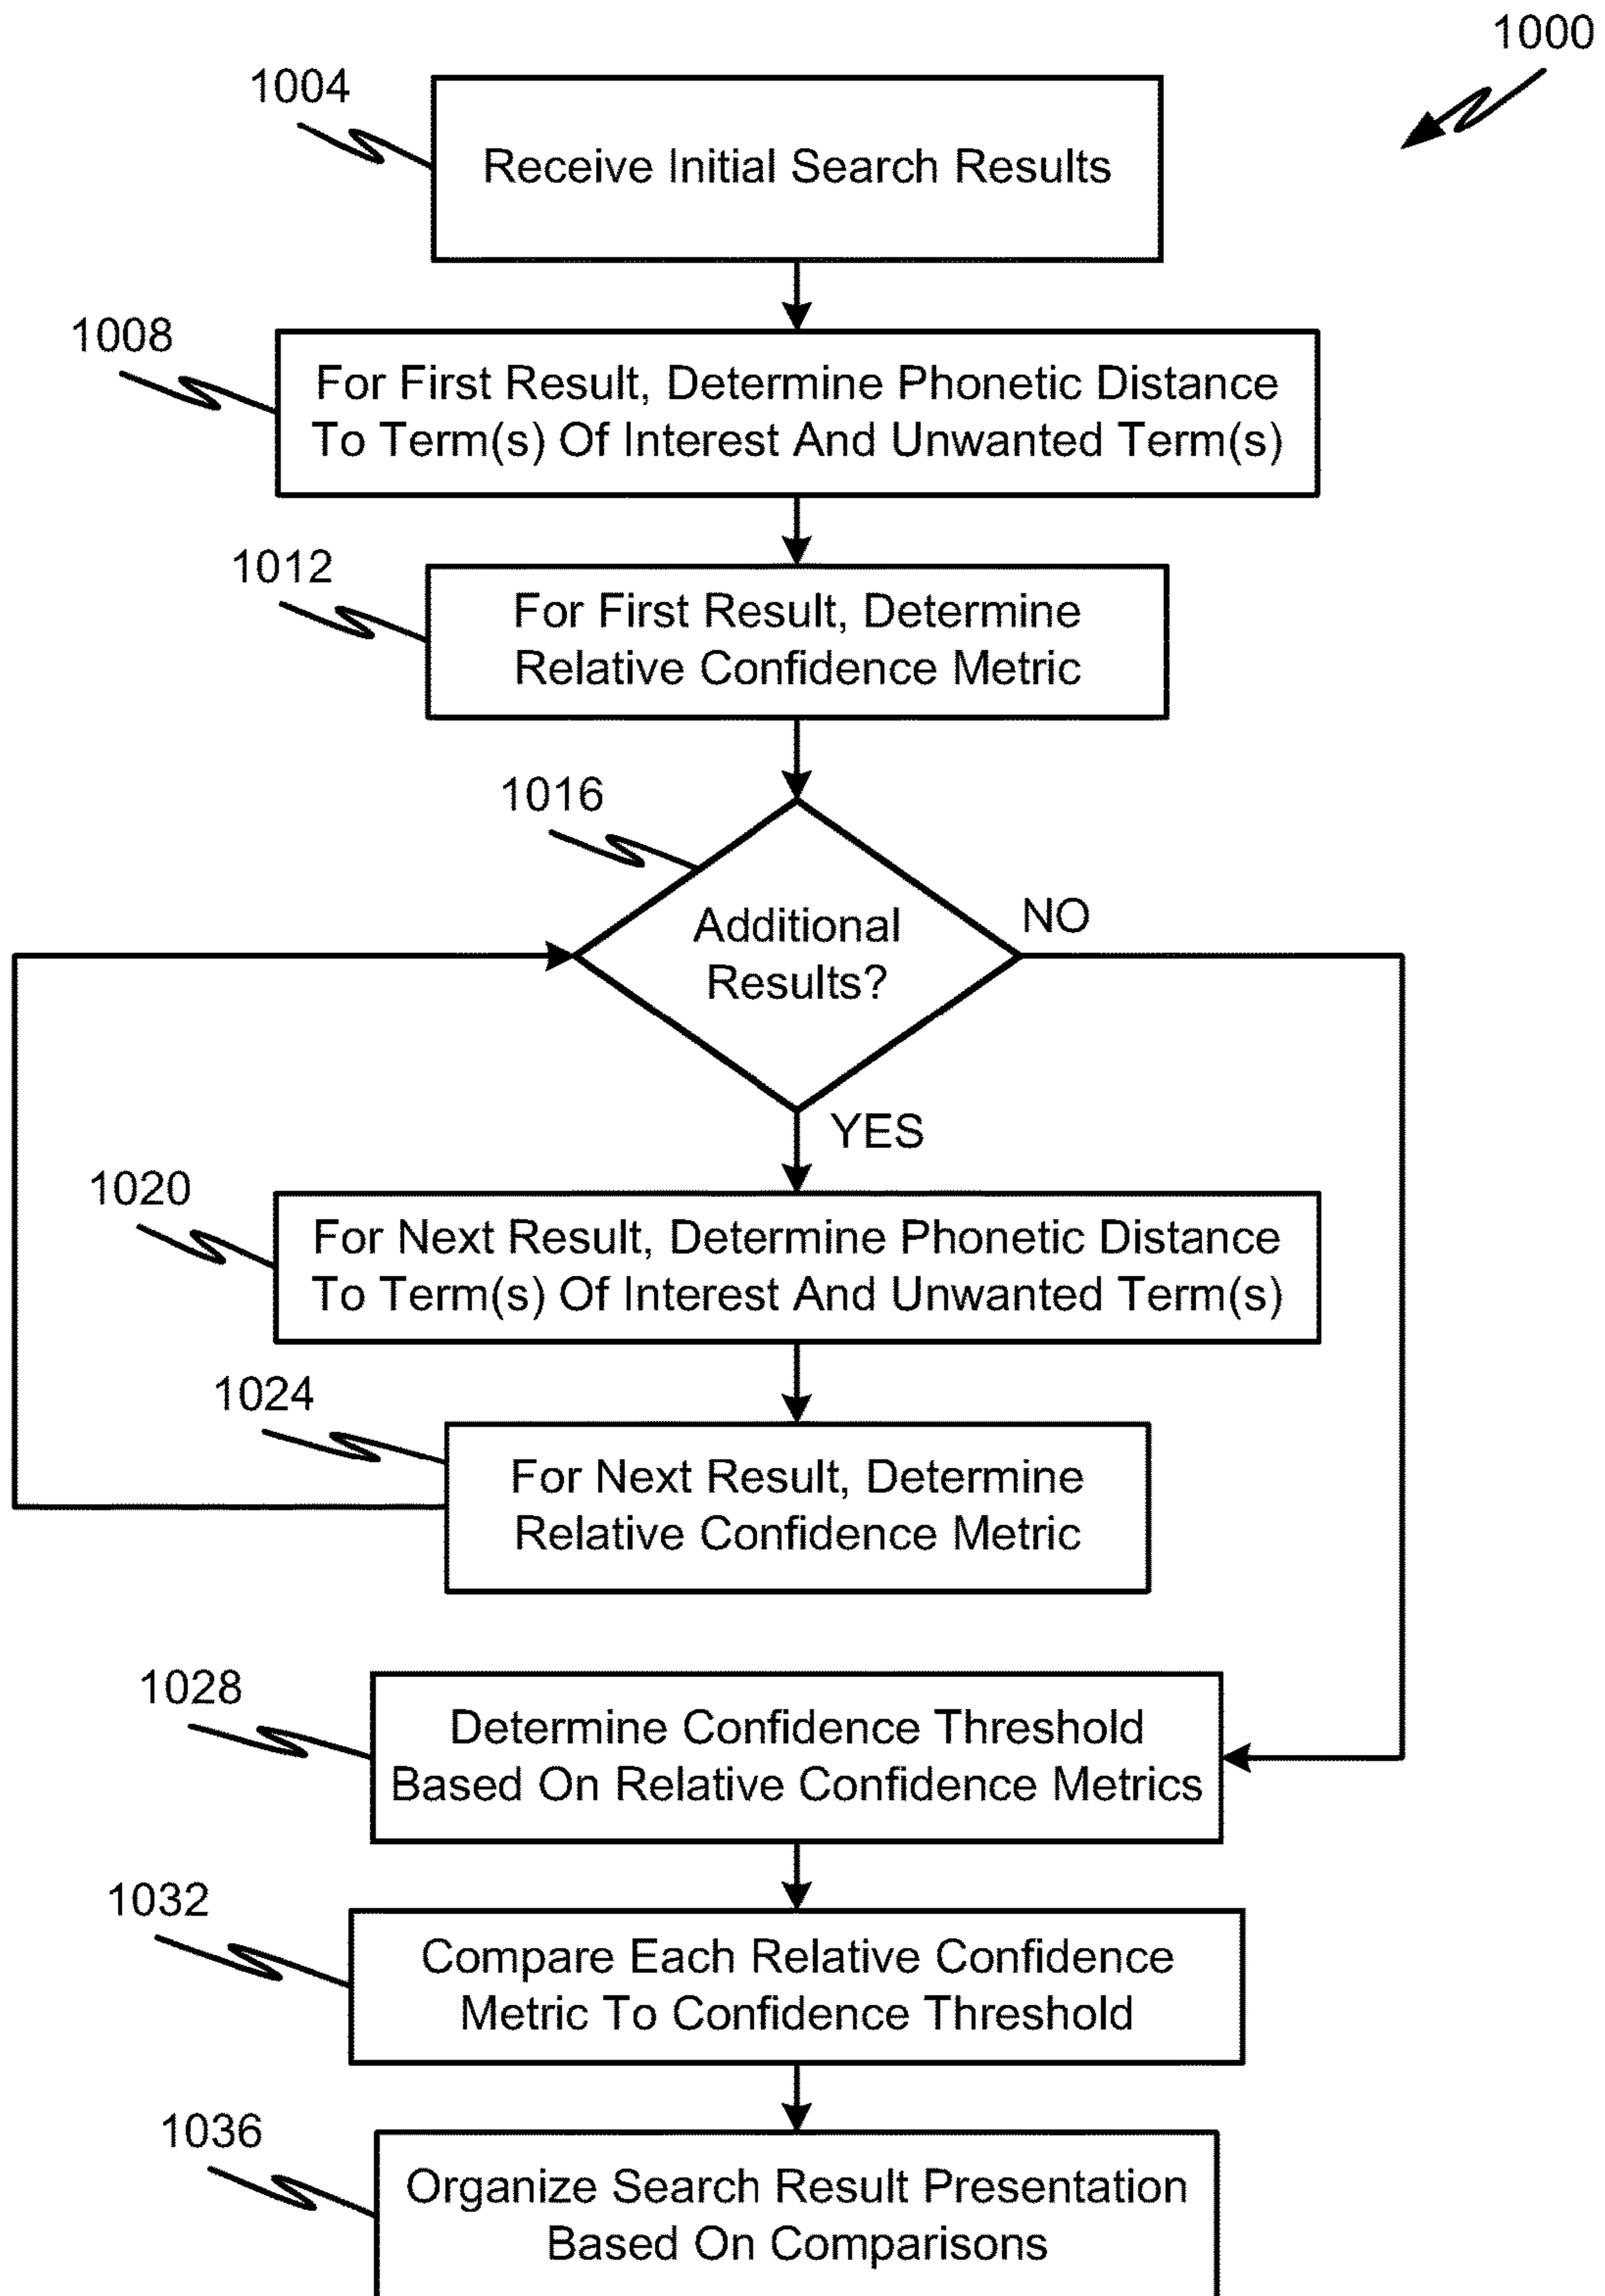 1000
1004
Receive Initial Search Results
1008
For First Result, Determine Phonetic Distance
To Term(s) Of Interest And Unwanted Term(s)
1012
For First Result, Determine
Relative Confidence Metric
1016
Additional
Results?
NO
YES
1020
For Next Result, Determine Phonetic Distance
To Term(s) Of Interest And Unwanted Term(s)
1024
For Next Result, Determine
Relative Confidence Metric
1028
Determine Confidence Threshold
Based On Relative Confidence Metrics
1032
Compare Each Relative Confidence
Metric To Confidence Threshold
1036
Organize Search Result Presentation
Based On Comparisons